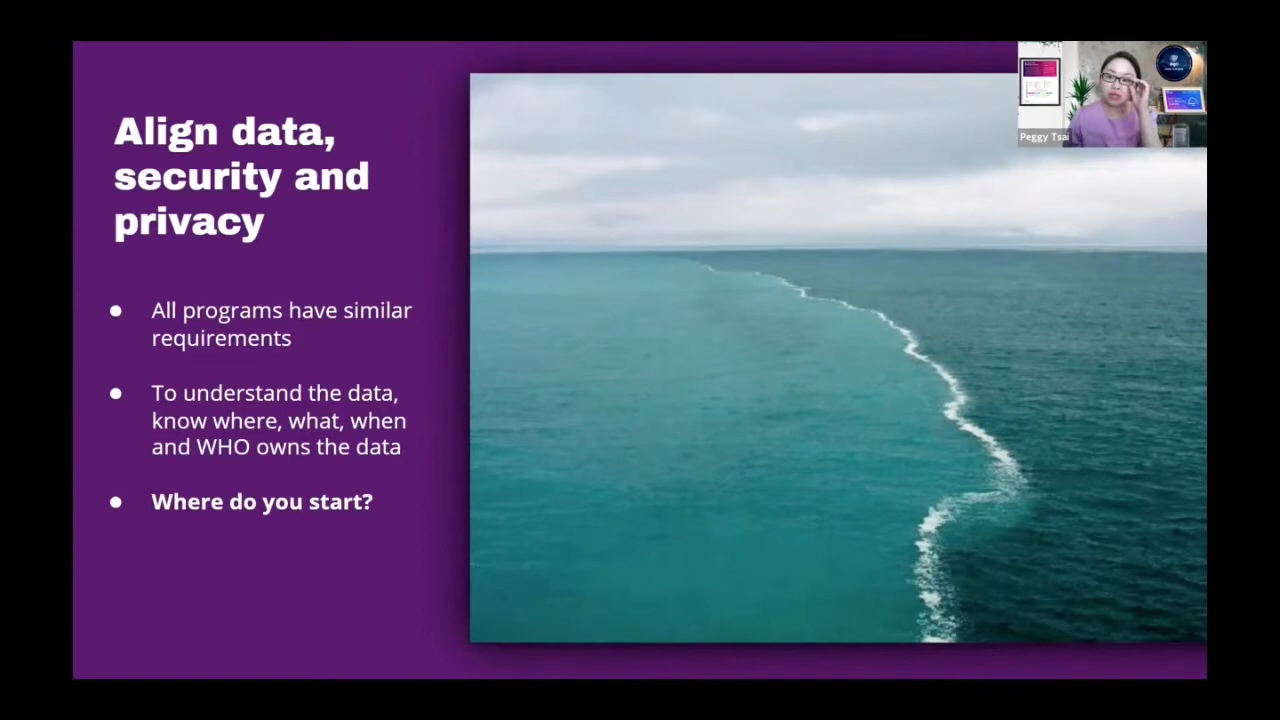 Align data,
security and
privacy
● All programs have similar
requirements
● To understand the data,
know where, what, when
and WHO owns the data
● Where do you start?
Peggy Tsai